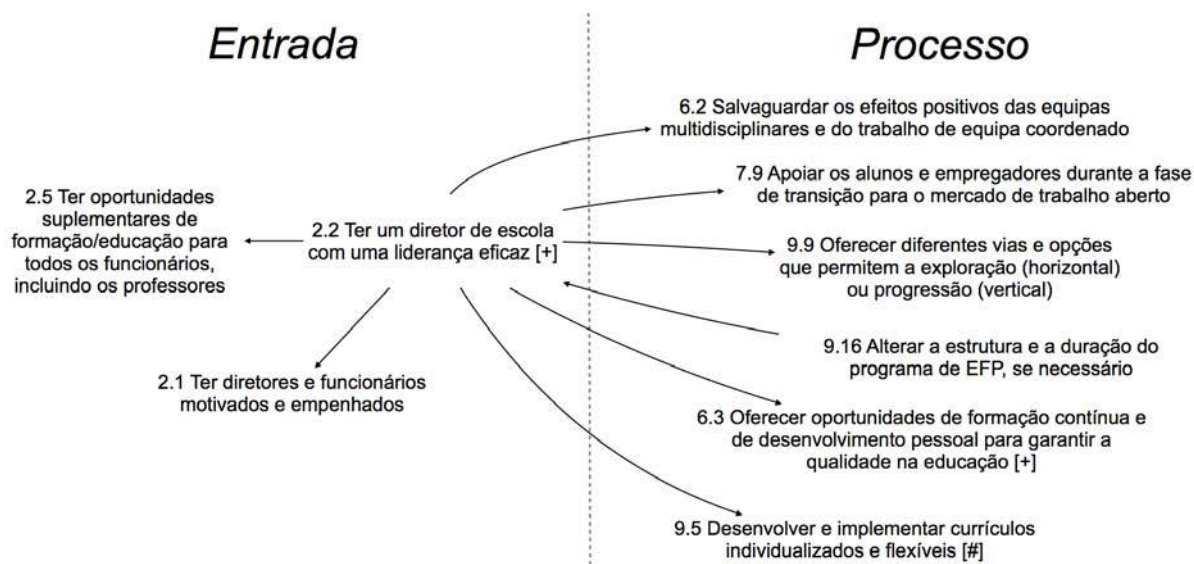 Entrada
Processo
6.2 Salvaguardar os efeitos positivos das equipas
multidisciplinares e do trabalho de equipa coordenado
7.9 Apoiar os alunos e empregadores durante a fase
de transição para o mercado de trabalho aberto
2.5 Ter oportunidades
suplementares de
formação/educação para
todos os funcionários,
incluindo os professores
2.2 Ter um diretor de escola
com uma liderança eficaz [+]
9.9 Oferecer diferentes vias e opções
que permitem a exploração (horizontal)
ou progressão (vertical)
9.16 Alterar a estrutura e a duração do
programa de EFP, se necessário
2.1 Ter diretores e funcionários
motivados e empenhados
6.3 Oferecer oportunidades de formação contínua e
de desenvolvimento pessoal para garantir a
qualidade na educação [+]
9.5 Desenvolver e implementar currículos
individualizados e flexíveis [#]